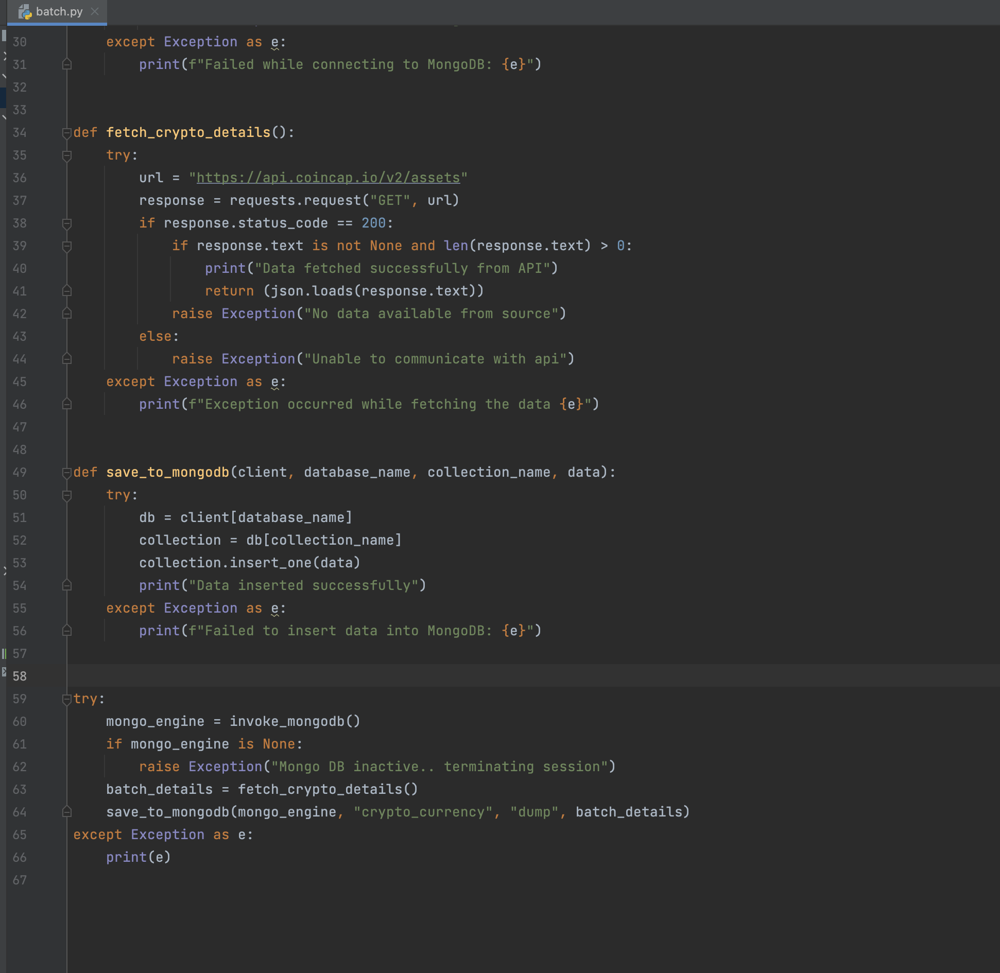 batch.py
30     except Exception as e:
31         print(f"Failed while connecting to MongoDB: {e}")
32
33
34 def fetch_crypto_details():
35     try:
36         url = "https://api.coincap.io/v2/assets"
37         response = requests.request("GET", url)
38         if response.status_code == 200:
39             if response.text is not None and len(response.text) > 0:
40                 print("Data fetched successfully from API")
41                 return (json.loads(response.text))
42             raise Exception("No data available from source")
43         else:
44             raise Exception("Unable to communicate with api")
45     except Exception as e:
46         print(f"Exception occurred while fetching the data {e}")
47
48
49 def save_to_mongodb(client, database_name, collection_name, data):
50     try:
51         db = client[database_name]
52         collection = db[collection_name]
53         collection.insert_one(data)
54         print("Data inserted successfully")
55     except Exception as e:
56         print(f"Failed to insert data into MongoDB: {e}")
57
58
59 try:
60     mongo_engine = invoke_mongodb()
61     if mongo_engine is None:
62         raise Exception("Mongo DB inactive.. terminating session")
63     batch_details = fetch_crypto_details()
64     save_to_mongodb(mongo_engine, "crypto_currency", "dump", batch_details)
65 except Exception as e:
66     print(e)
67